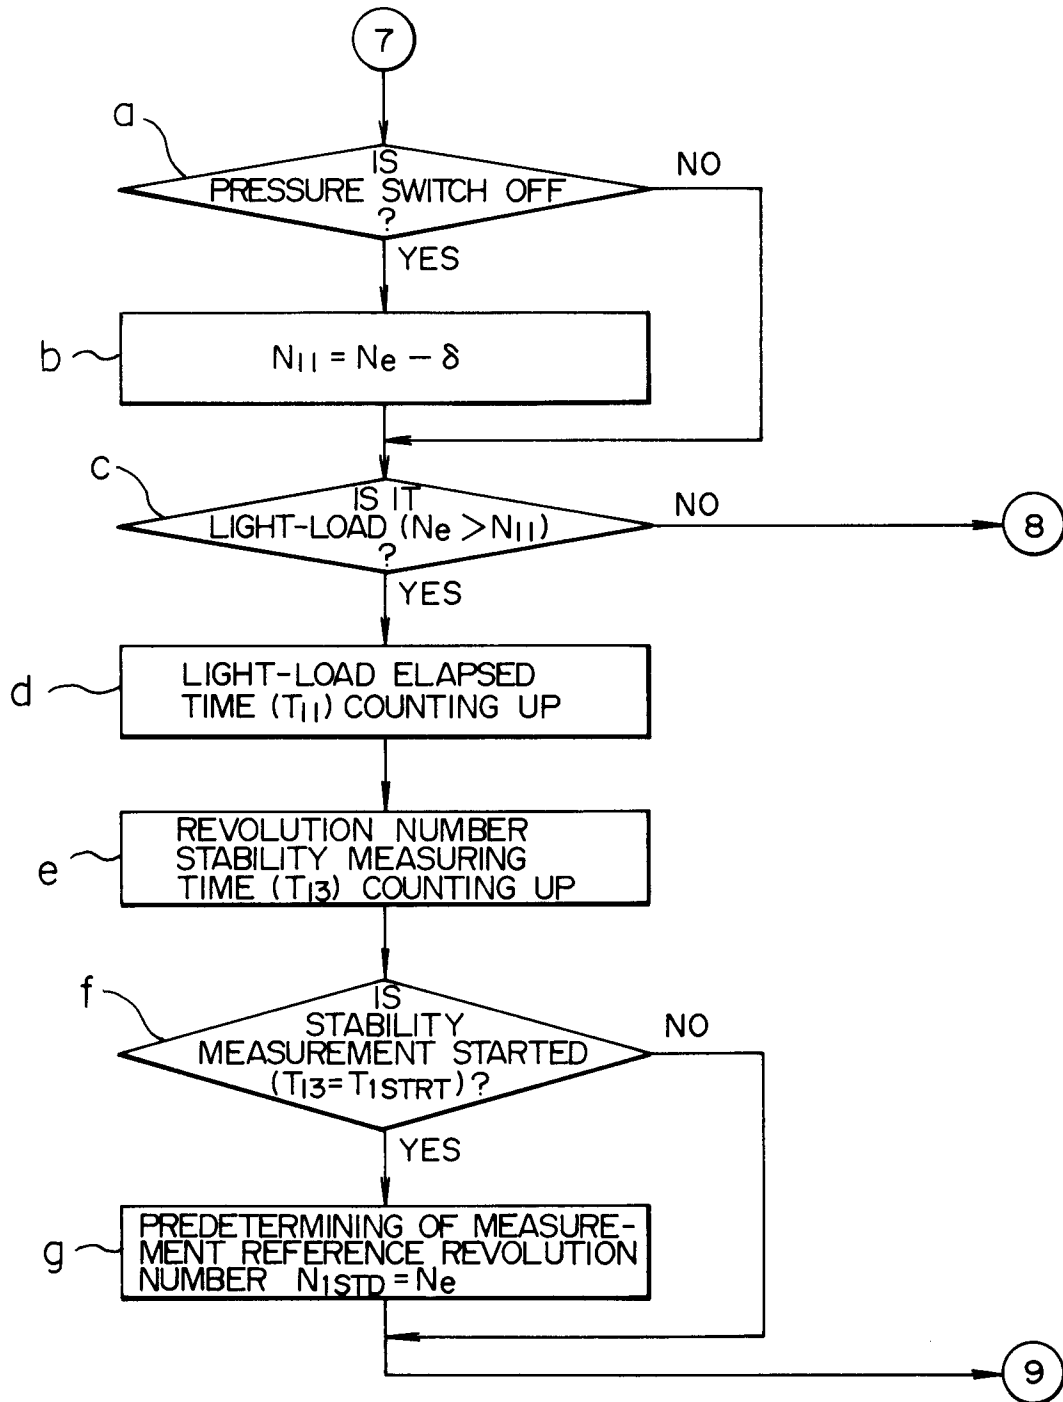 7
a
IS
NO
PRESSURE SWITCH OFF
?
YES
b
N11 = Ne − δ
c
IS IT
NO
LIGHT-LOAD (Ne > N11)
?
8
YES
d
LIGHT-LOAD ELAPSED
TIME (T11) COUNTING UP
e
REVOLUTION NUMBER
STABILITY MEASURING
TIME (T13) COUNTING UP
f
IS
STABILITY
NO
MEASUREMENT STARTED
(T13 = T1STRT)?
YES
g
PREDETERMINING OF MEASURE-
MENT REFERENCE REVOLUTION
NUMBER N1STD = Ne
9